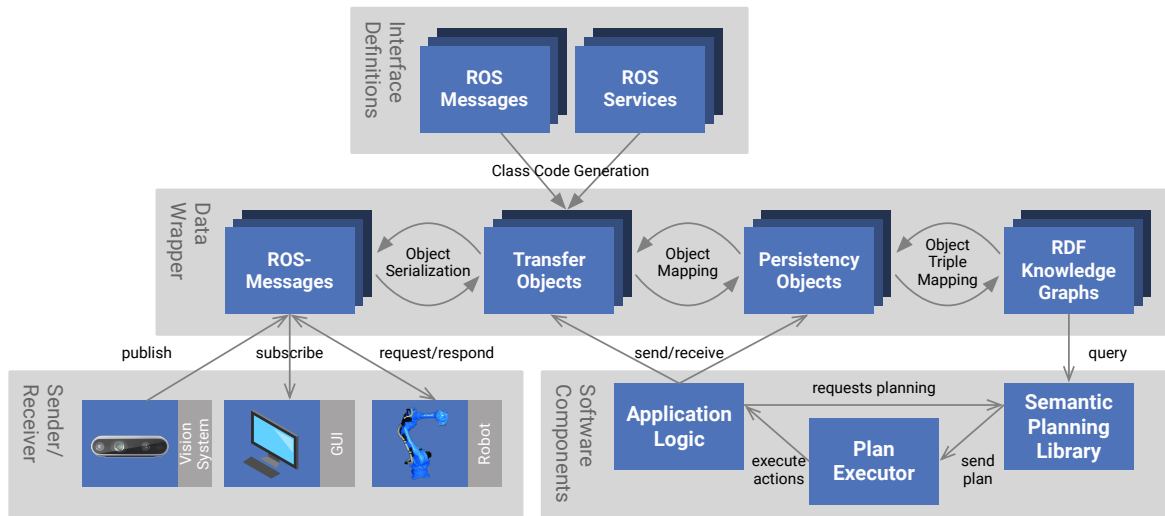 Interface
Definitions
ROS
Messages
ROS
Services
Class Code Generation
Data
Wrapper
ROS-
Messages
Object
Serialization
Transfer
Objects
Object
Mapping
Persistency
Objects
Object
Triple
Mapping
RDF
Knowledge
Graphs
publish
subscribe
request/respond
send/receive
query
Sender/
Receiver
Vision
System
GUI
Robot
Software
Components
Application
Logic
requests planning
Semantic
Planning
Library
execute
actions
Plan
Executor
send
plan